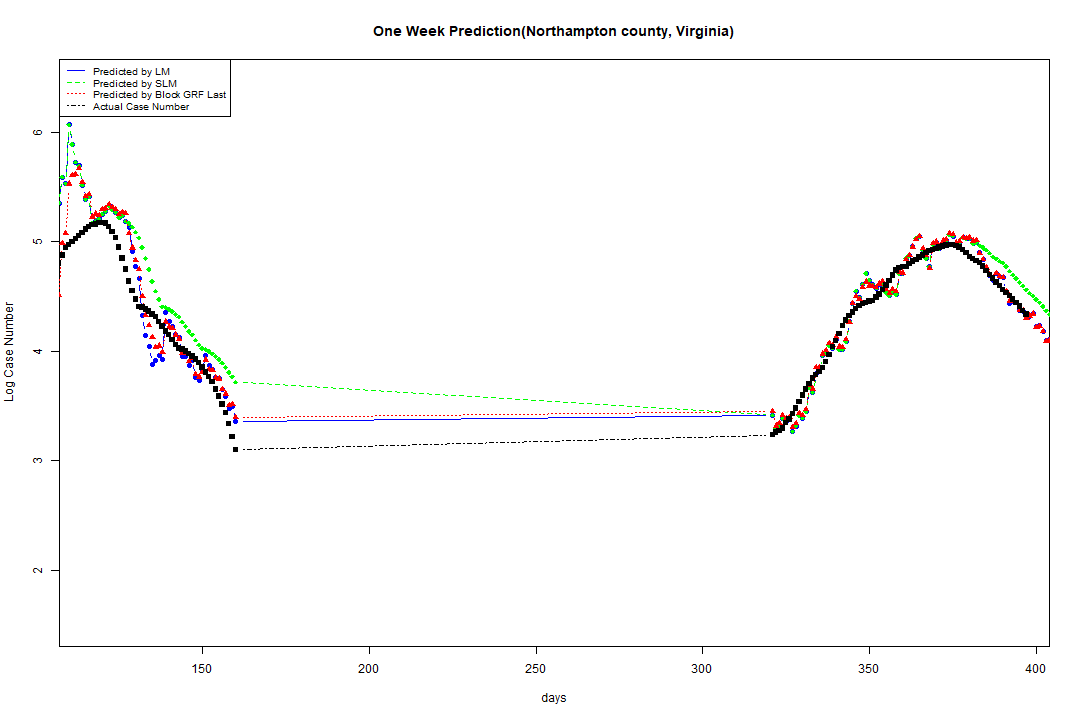 One Week Prediction(Northampton county, Virginia)
Predicted by LM
Predicted by SLM
Predicted by Block GRF Last
Actual Case Number
6
5
4
3
2
Log Case Number
150 200 250 300 350 400
days